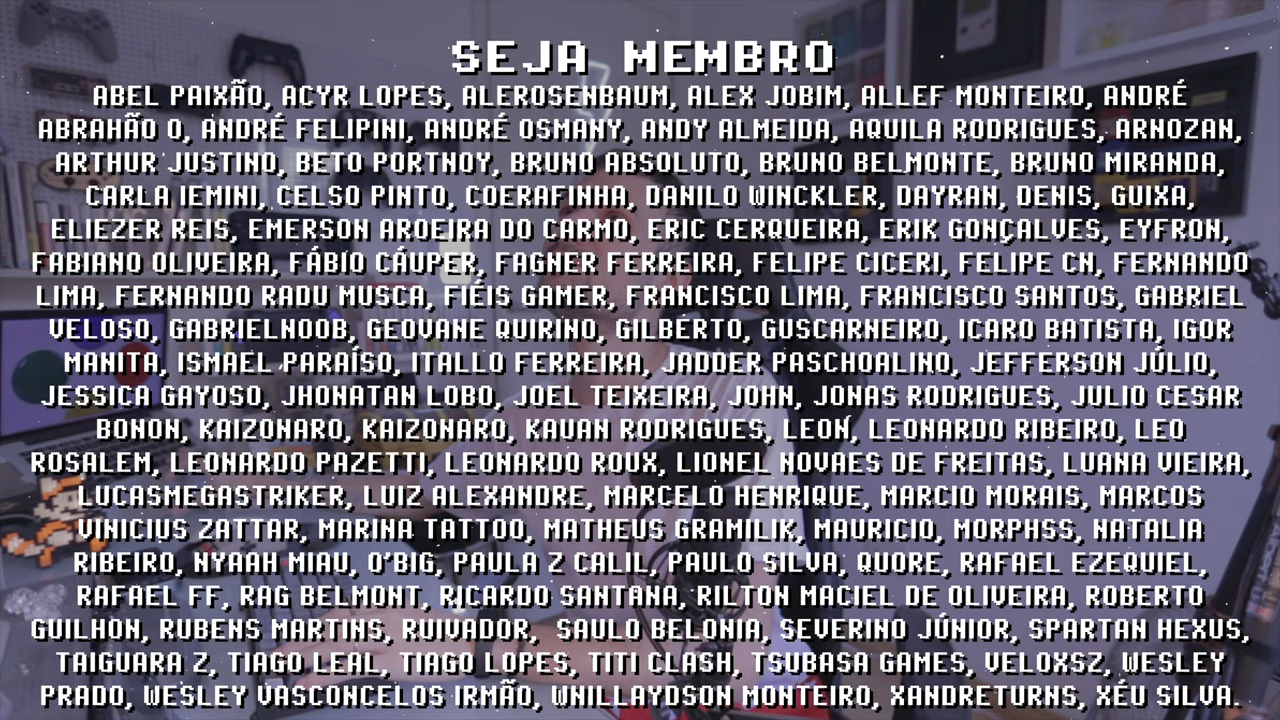 SEJA MEMBRO
ABEL PAIXÃO, ACYR LOPES, ALEROSENBAUM, ALEX JOBIM, ALLEF MONTEIRO, ANDRÉ
ABRAHÃO O, ANDRÉ FELIPINI, ANDRÉ OSMANY, ANDY ALMEIDA, AQUILA RODRIGUES, ARNOZAN,
ARTHUR JUSTINO, BETO PORTNOY, BRUNO ABSOLUTO, BRUNO BELMONTE, BRUNO MIRANDA,
CARLA IEMINI, CELSO PINTO, COERAFINHA, DANILO WINCKLER, DAYRAN, DENIS, GUIXA,
ELIEZER REIS, EMERSON AROEIRA DO CARMO, ERIC CERQUEIRA, ERIK GONÇALVES, EYFRON,
FABIANO OLIVEIRA, FÁBIO CÁUPER, FAGNER FERREIRA, FELIPE CICERI, FELIPE CN, FERNANDO
LIMA, FERNANDO RADU MUSCA, FIÉIS GAMER, FRANCISCO LIMA, FRANCISCO SANTOS, GABRIEL
VELOSO, GABRIELNOOB, GEOVANE QUIRINO, GILBERTO, GUSCARNEIRO, ICARO BATISTA, IGOR
MANITA, ISMAEL PARAÍSO, ITALLO FERREIRA, JADDER PASCHOALINO, JEFFERSON JÚLIO,
JESSICA GAYOSO, JHONATAN LOBO, JOEL TEIXEIRA, JOHN, JONAS RODRIGUES, JULIO CESAR
BONON, KAIZONARO, KAIZONARO, KAUAN RODRIGUES, LEON, LEONARDO RIBEIRO, LEO
ROSALEM, LEONARDO PAZETTI, LEONARDO ROUX, LIONEL NOVAES DE FREITAS, LUANA VIEIRA,
LUCASMEGASTRIKER, LUIZ ALEXANDRE, MARCELO HENRIQUE, MARCIO MORAIS, MARCOS
VINICIUS ZATTAR, MARINA TATTOO, MATHEUS GRAMILIK, MAURICIO, MORPHSS, NATALIA
RIBEIRO, NYAAH MIAU, O'BIG, PAULA Z CALIL, PAULO SILVA, QUORE, RAFAEL EZEQUIEL,
RAFAEL FF, RAG BELMONT, RICARDO SANTANA, RILTON MACIEL DE OLIVEIRA, ROBERTO
GUILHON, RUBENS MARTINS, RUIVADOR, SAULO BELONIA, SEVERINO JÚNIOR, SPARTAN HEXUS,
TAIGUARA Z, TIAGO LEAL, TIAGO LOPES, TITI CLASH, TSUBASA GAMES, VELOXSZ, WESLEY
PRADO, WESLEY VASCONCELOS IRMÃO, WNILLAYDSON MONTEIRO, XANDRETURNS, XÉU SILVA.